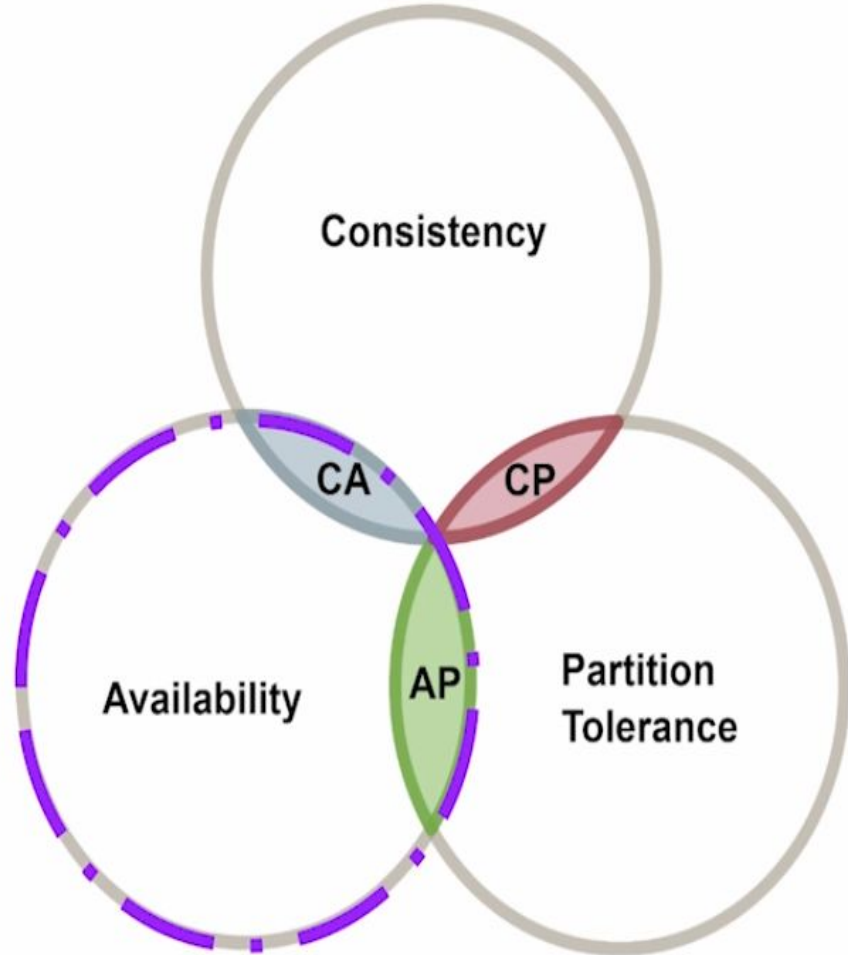 Consistency
CA
CP
Availability
AP
Partition
Tolerance